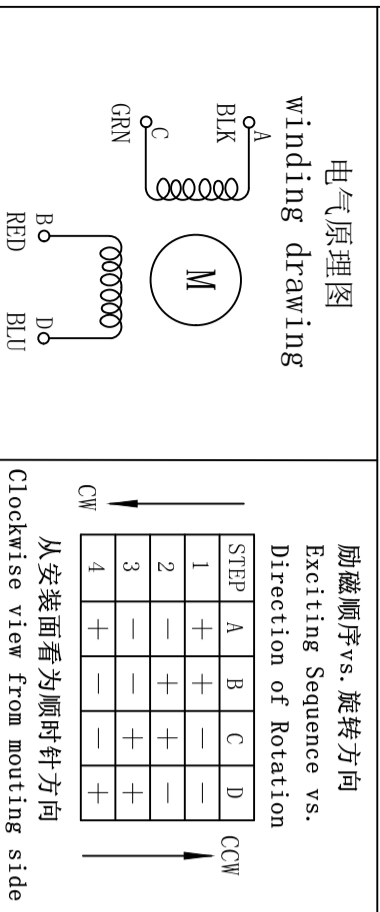 电气原理图
winding drawing
A
BLK
C
GRN
M
B
D
RED
BLU
励磁顺序vs.旋转方向
Exciting Sequence vs.
Direction of Rotation
STEP A B C D
1 + + － －
2 － + + －
3 － － + +
4 + － － +
CW
CCW
从安装面看为顺时针方向
Clockwise view from mouting side